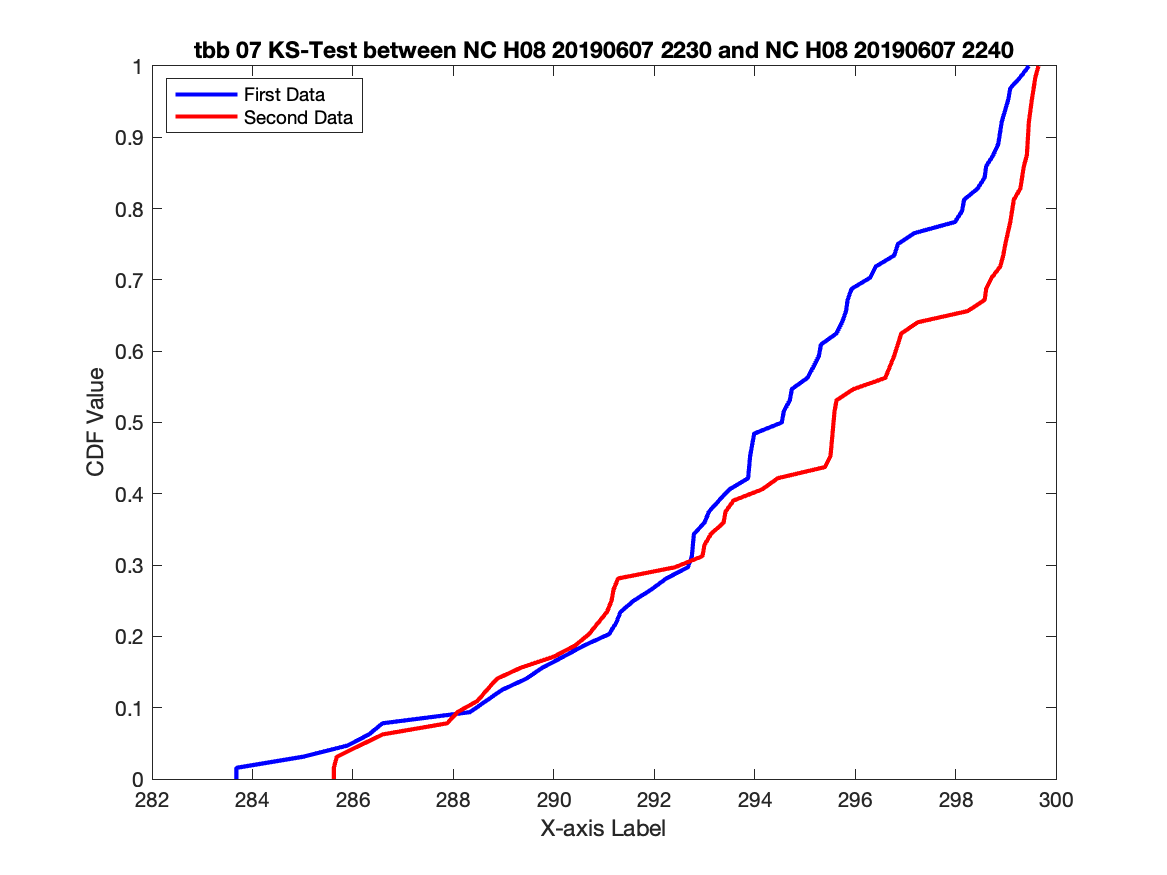 tbb 07 KS-Test between NC H08 20190607 2230 and NC H08 20190607 2240
First Data
Second Data
1
0.9
0.8
0.7
0.6
0.5
0.4
0.3
0.2
0.1
0
CDF Value
282 284 286 288 290 292 294 296 298 300
X-axis Label